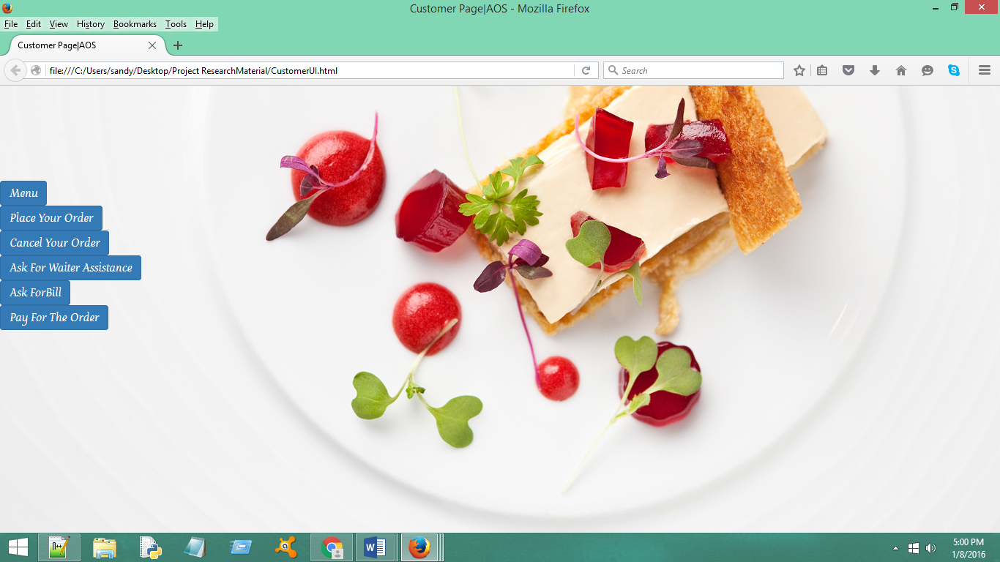 Customer Page|AOS - Mozilla Firefox
File Edit View History Bookmarks Tools Help
Customer Page|AOS
file:///C:/Users/sandy/Desktop/Project ResearchMaterial/CustomerUI.html
Search
Menu
Place Your Order
Cancel Your Order
Ask For Waiter Assistance
Ask ForBill
Pay For The Order
5:00 PM
1/8/2016